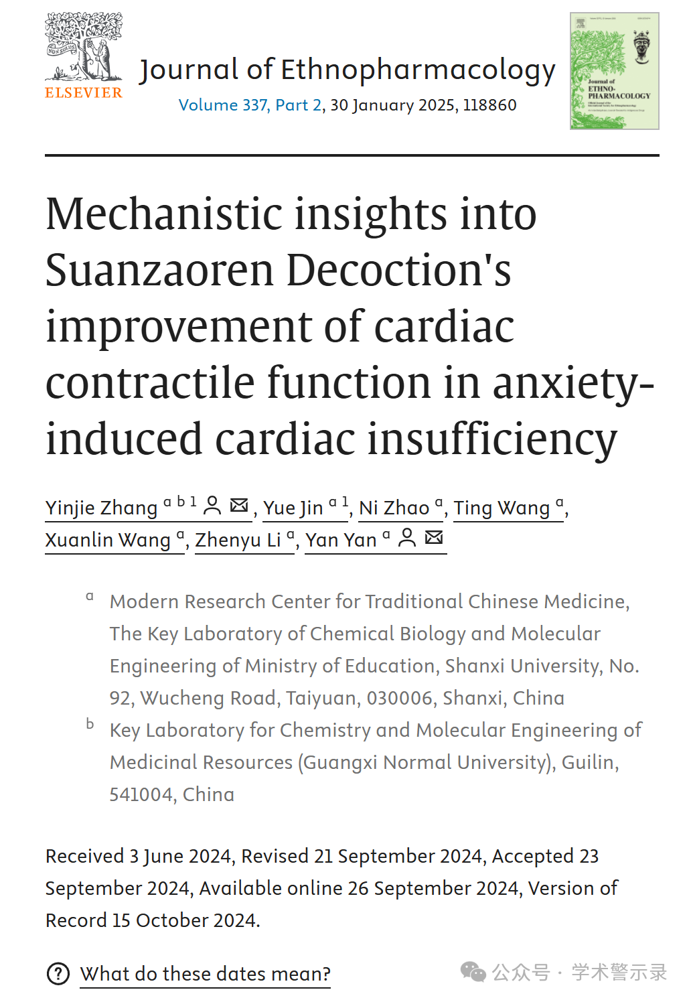 NON SOLUS
ELSEVIER
Journal of Ethnopharmacology
Volume 337, Part 2, 30 January 2025, 118860
Journal of
ETHNO-
PHARMACOLOGY
Mechanistic insights into
Suanzaoren Decoction's
improvement of cardiac
contractile function in anxiety-
induced cardiac insufficiency
Yinjie Zhang a b 1, Yue Jin a 1, Ni Zhao a, Ting Wang a,
Xuanlin Wang a, Zhenyu Li a, Yan Yan a
a Modern Research Center for Traditional Chinese Medicine,
The Key Laboratory of Chemical Biology and Molecular
Engineering of Ministry of Education, Shanxi University, No.
92, Wucheng Road, Taiyuan, 030006, Shanxi, China
b Key Laboratory for Chemistry and Molecular Engineering of
Medicinal Resources (Guangxi Normal University), Guilin,
541004, China
Received 3 June 2024, Revised 21 September 2024, Accepted 23
September 2024, Available online 26 September 2024, Version of
Record 15 October 2024.
? What do these dates mean?
公众号 · 学术警示录